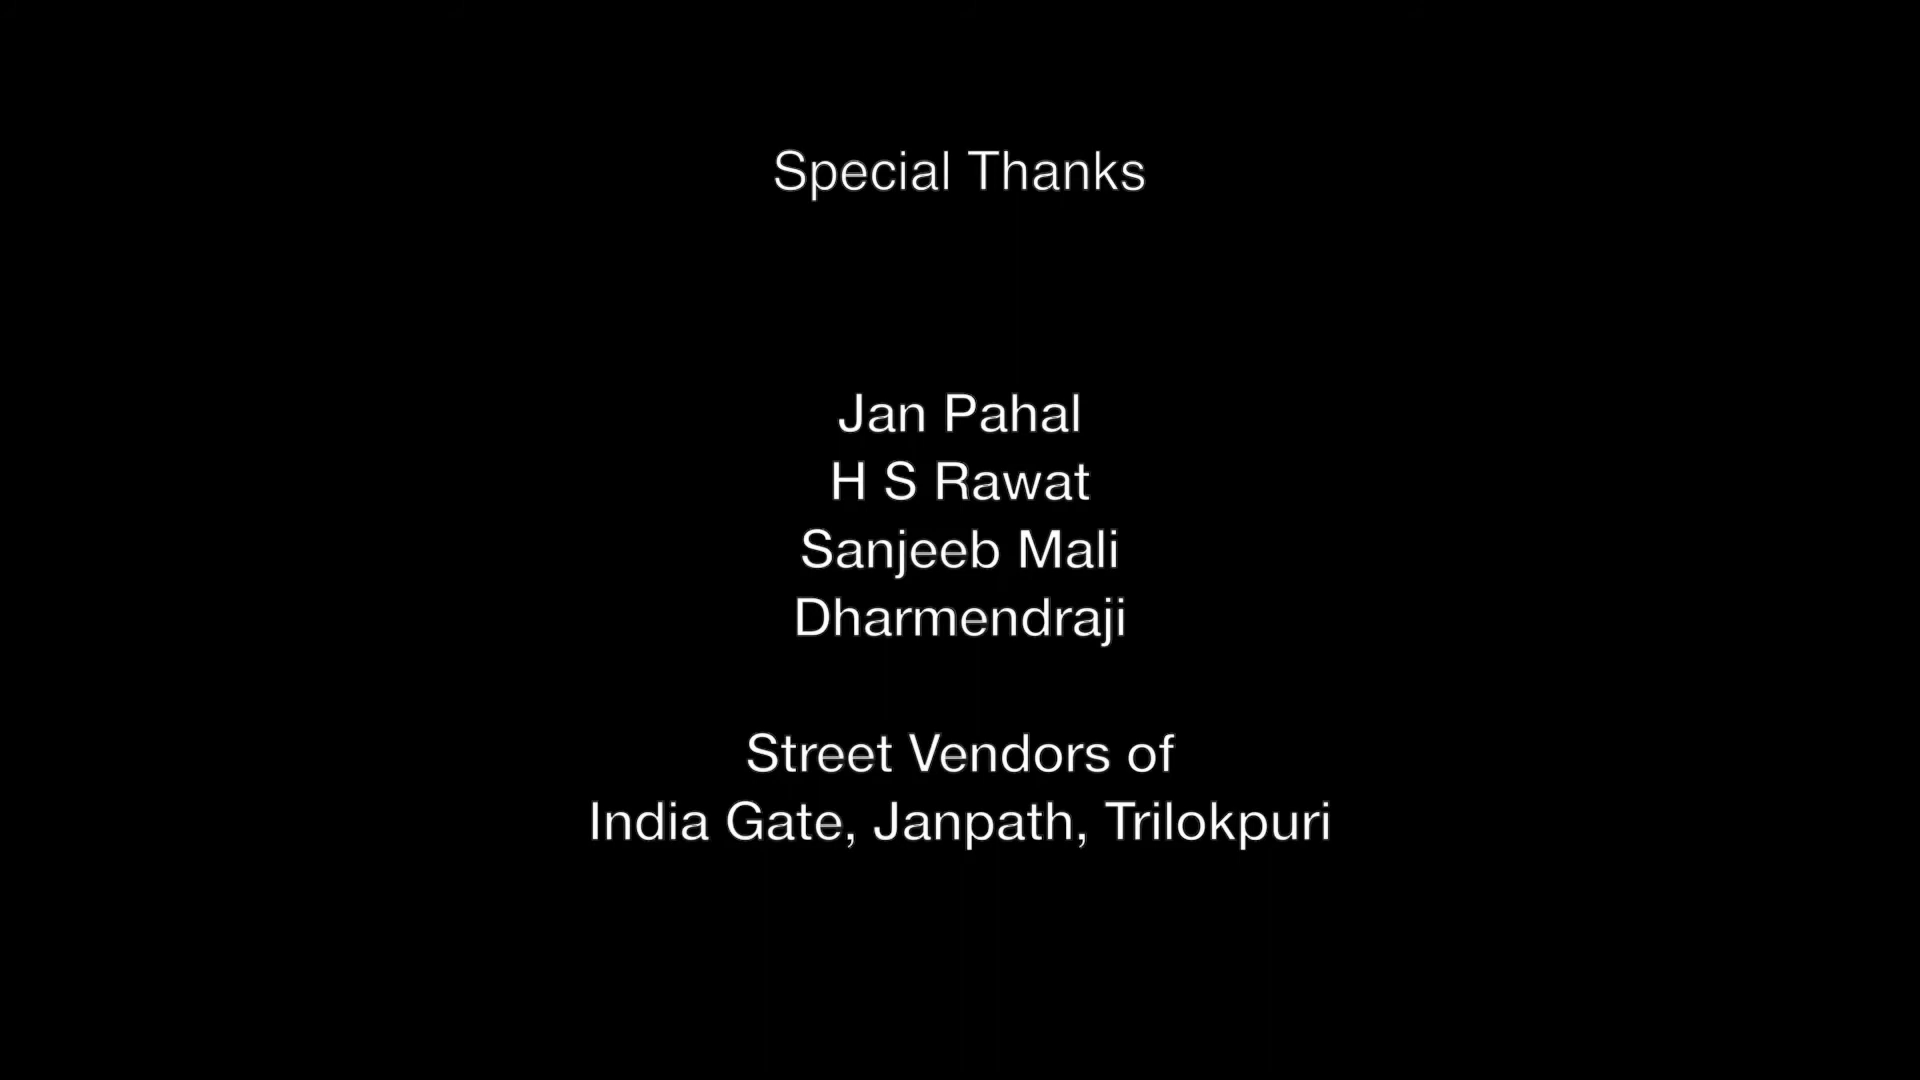 Special Thanks
Jan Pahal
H S Rawat
Sanjeeb Mali
Dharmendraji
Street Vendors of
India Gate, Janpath, Trilokpuri